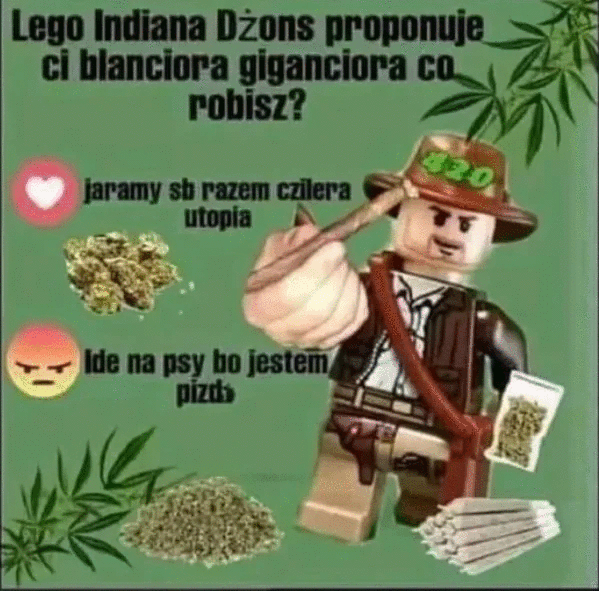 Lego Indiana Dżons proponuje
ci blanciora giganciora co
robisz?
420
jaramy sb razem czilera
utopia
Ide na psy bo jestem
pizdą